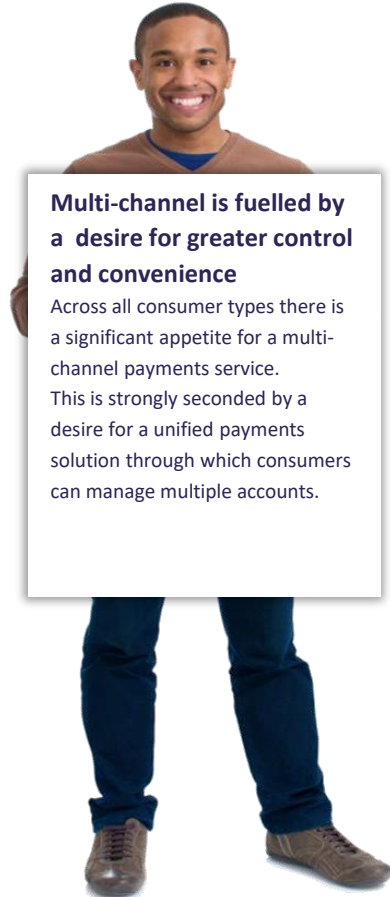 Multi-channel is fuelled by
a  desire for greater control
and convenience
Across all consumer types there is
a significant appetite for a multi-
channel payments service.
This is strongly seconded by a
desire for a unified payments
solution through which consumers
can manage multiple accounts.